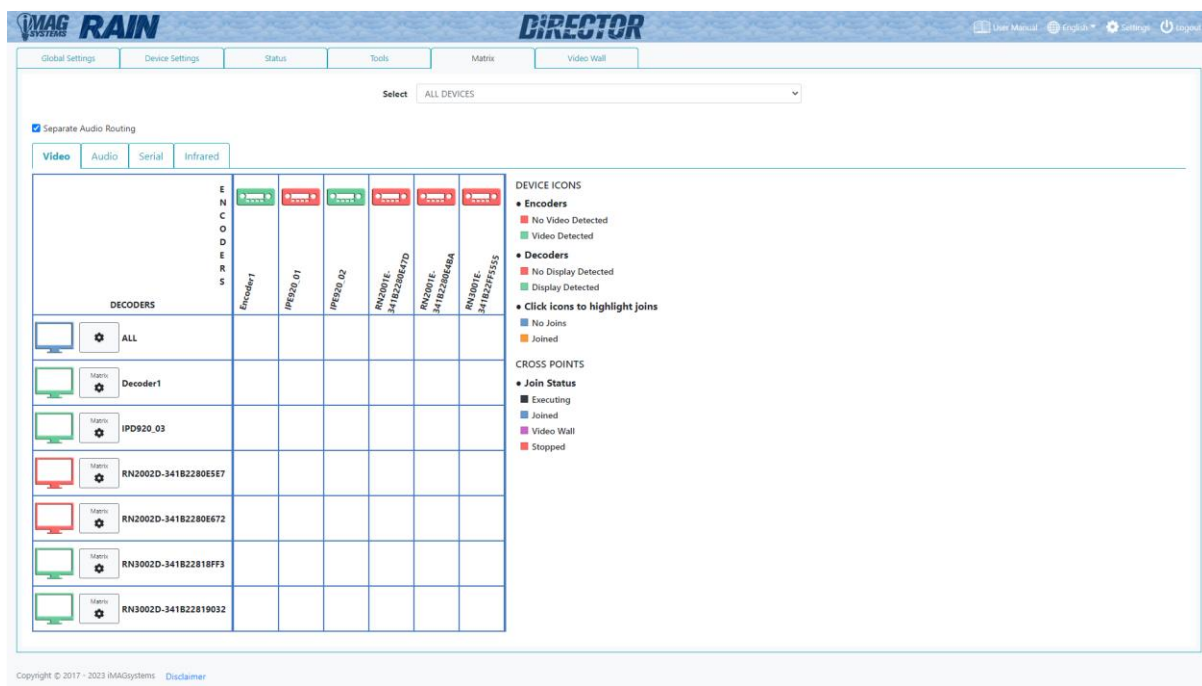 iMAG SYSTEMS RAIN
DiRECTOR
User Manual English Settings logout
Global Settings Device Settings Status Tools Matrix Video Wall
Select ALL DEVICES
Separate Audio Routing
Video Audio Serial Infrared
ENCODERS
DECODERS
Encoder1
IPE920_01
IPE920_02
RN2001E-
341B2280E47D
RN2001E-
341B2280E4BA
RN3001E-
341B22FF5555
ALL
Matrix Decoder1
Matrix IPD920_03
Matrix RN2002D-341B2280E5E7
Matrix RN2002D-341B2280E672
Matrix RN3002D-341B22818FF3
Matrix RN3002D-341B22819032
DEVICE ICONS
• Encoders
No Video Detected
Video Detected
• Decoders
No Display Detected
Display Detected
• Click icons to highlight joins
No Joins
Joined
CROSS POINTS
• Join Status
Executing
Joined
Video Wall
Stopped
Copyright © 2017 - 2023 iMAGsystems Disclaimer